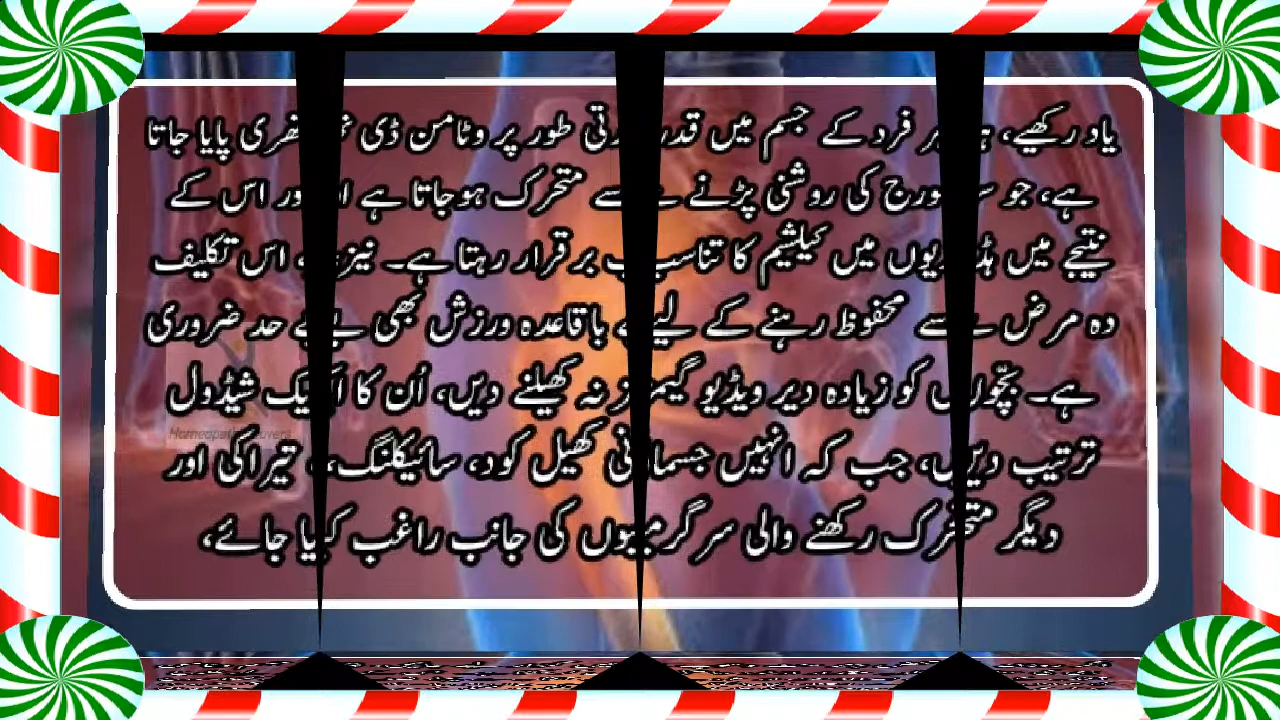 یاد رکھیے، ہر فرد کے جسم میں قدرتی طور پر وٹامن ڈی تھری پایا جاتا
ہے، جو سورج کی روشنی پڑنے سے متحرک ہوجاتا ہے اور اس کے
نتیجے میں ہڈیوں میں کیلشیم کا تناسب برقرار رہتا ہے۔ نیز، اس تکلیف
دہ مرض سے محفوظ رہنے کے لیے باقاعدہ ورزش بھی بے حد ضروری
ہے۔ بچّوں کو زیادہ دیر ویڈیو گیمز نہ کھیلنے دیں، اُن کا ایک شیڈول
ترتیب دیں، جب کہ انہیں جسمانی کھیل کود، سائیکلنگ، تیراکی اور
دیگر متحّرک رکھنے والی سرگرمیوں کی جانب راغب کیا جائے،